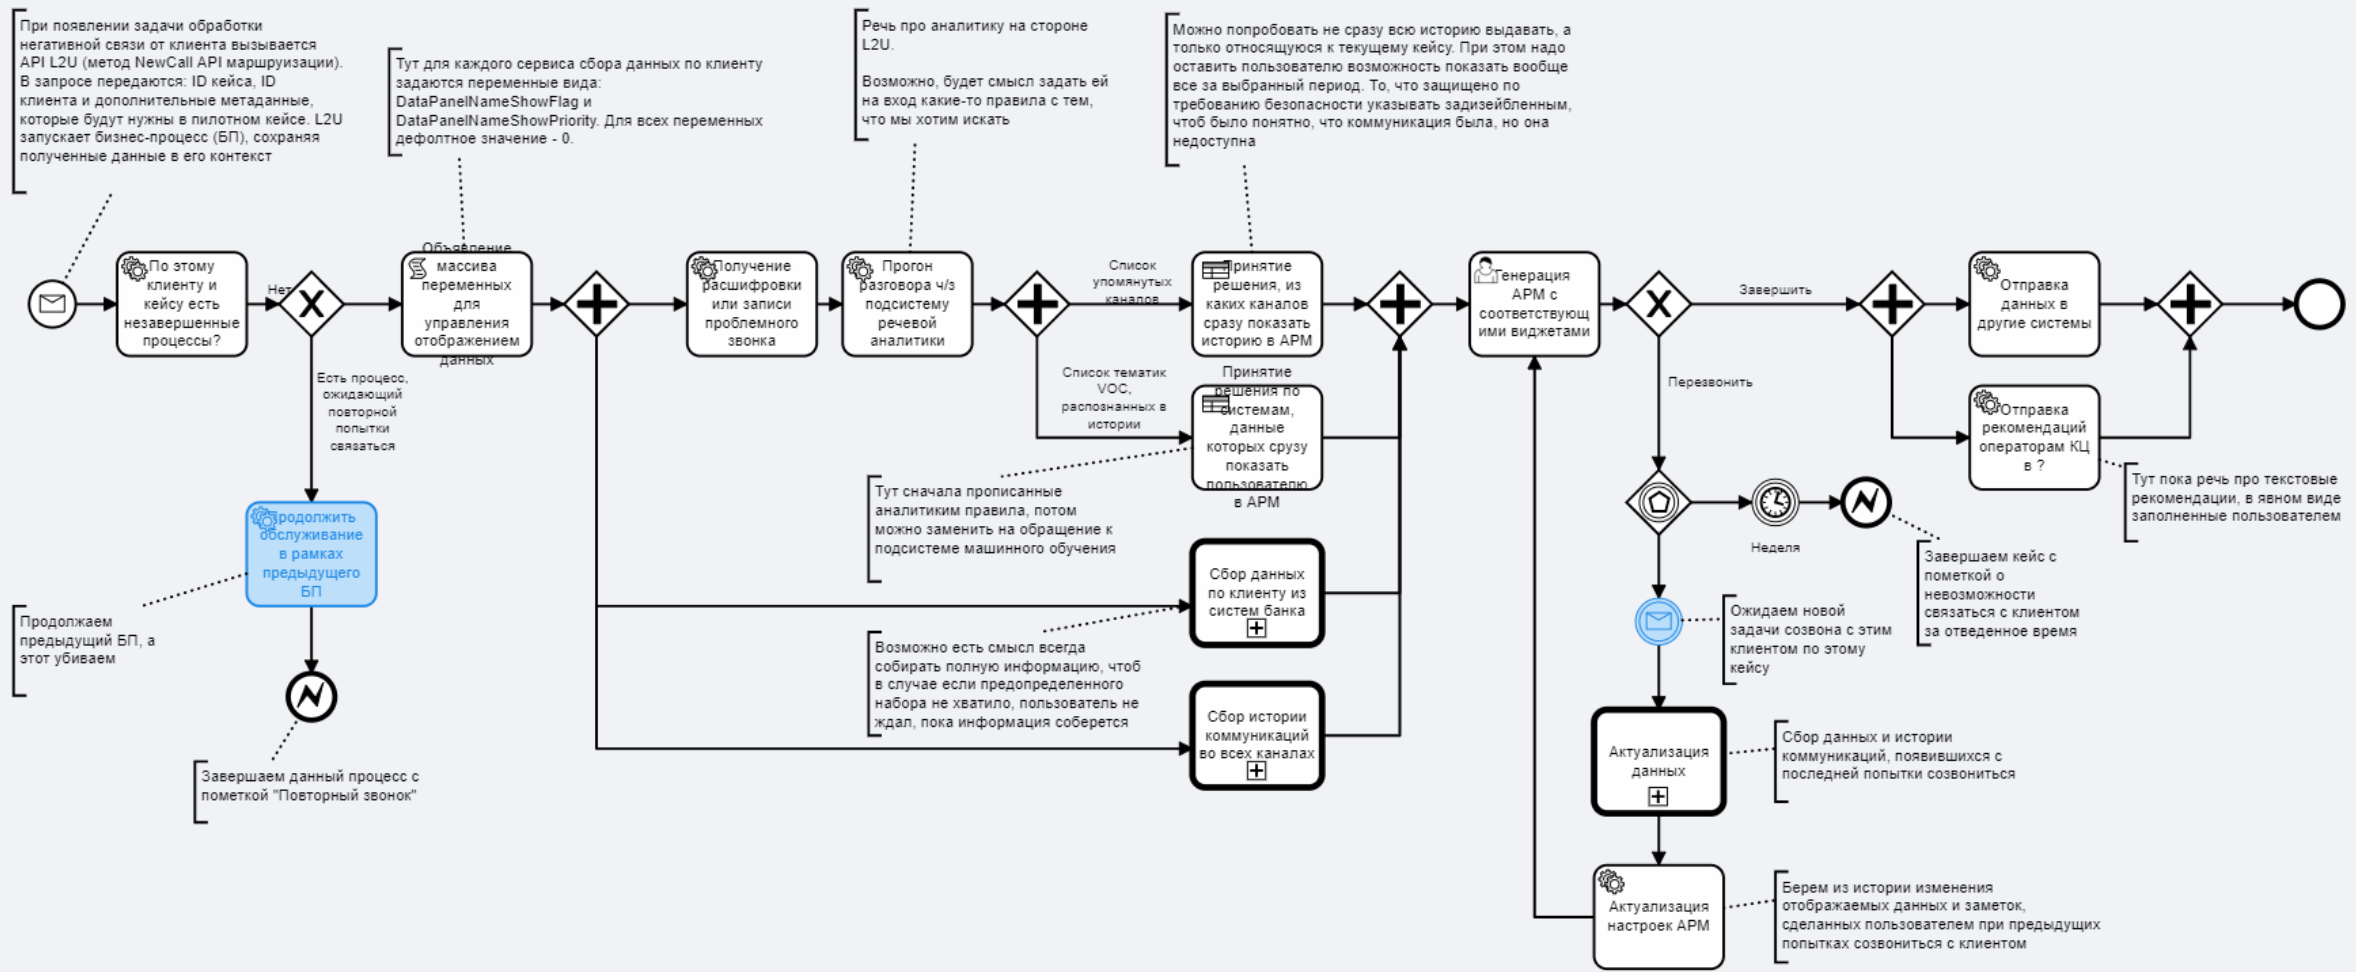 При появлении задачи обработки
негативной связи от клиента вызывается
API L2U (метод NewCall API маршруизации).
В запросе передаются: ID кейса, ID
клиента и дополнительные метаданные,
которые будут нужны в пилотном кейсе. L2U
запускает бизнес-процесс (БП), сохраняя
полученные данные в его контекст
Тут для каждого сервиса сбора данных по клиенту
задаются переменные вида:
DataPanelNameShowFlag и
DataPanelNameShowPriority. Для всех переменных
дефолтное значение - 0.
Речь про аналитику на стороне
L2U.
Возможно, будет смысл задать ей
на вход какие-то правила с тем,
что мы хотим искать
Можно попробовать не сразу всю историю выдавать, а
только относящуюся к текущему кейсу. При этом надо
оставить пользователю возможность показать вообще
все за выбранный период. То, что защищено по
требованию безопасности указывать задизейбленным,
чтоб было понятно, что коммуникация была, но она
недоступна
По этому
клиенту и
кейсу есть
незавершенные
процессы?
Нет
Объявление
массива
переменных
для
управления
отображением
данных
Получение
расшифровки
или записи
проблемного
звонка
Прогон
разговора ч/з
подсистему
речевой
аналитики
Список
упомянутых
каналов
Принятие
решения, из
каких каналов
сразу показать
историю в АРМ
Генерация
АРМ с
соответствующ
ими виджетами
Завершить
Отправка
данных в
другие системы
Есть процесс,
ожидающий
повторной
попытки
связаться
Список тематик
VOC,
распознанных в
истории
Принятие
решения по
системам,
данные
которых срузу
показать
пользователю
в АРМ
Перезвонить
Отправка
рекомендаций
операторам КЦ
в ?
Тут пока речь про текстовые
рекомендации, в явном виде
заполненные пользователем
Тут сначала прописанные
аналитиким правила, потом
можно заменить на обращение к
подсистеме машинного обучения
Продолжить
обслуживание
в рамках
предыдущего
БП
Неделя
Завершаем кейс с
пометкой о
невозможности
связаться с клиентом
за отведенное время
Сбор данных
по клиенту из
систем банка
Продолжаем
предыдущий БП, а
этот убиваем
Ожидаем новой
задачи созвона с этим
клиентом по этому
кейсу
Возможно есть смысл всегда
собирать полную информацию, чтоб
в случае если предопределенного
набора не хватило, пользователь не
ждал, пока информация соберется
Сбор истории
коммуникаций
во всех каналах
Завершаем данный процесс с
пометкой "Повторный звонок"
Актуализация
данных
Сбор данных и истории
коммуникаций, появившихся с
последней попытки созвониться
Актуализация
настроек АРМ
Берем из истории изменения
отображаемых данных и заметок,
сделанных пользователем при предыдущих
попытках созвониться с клиентом